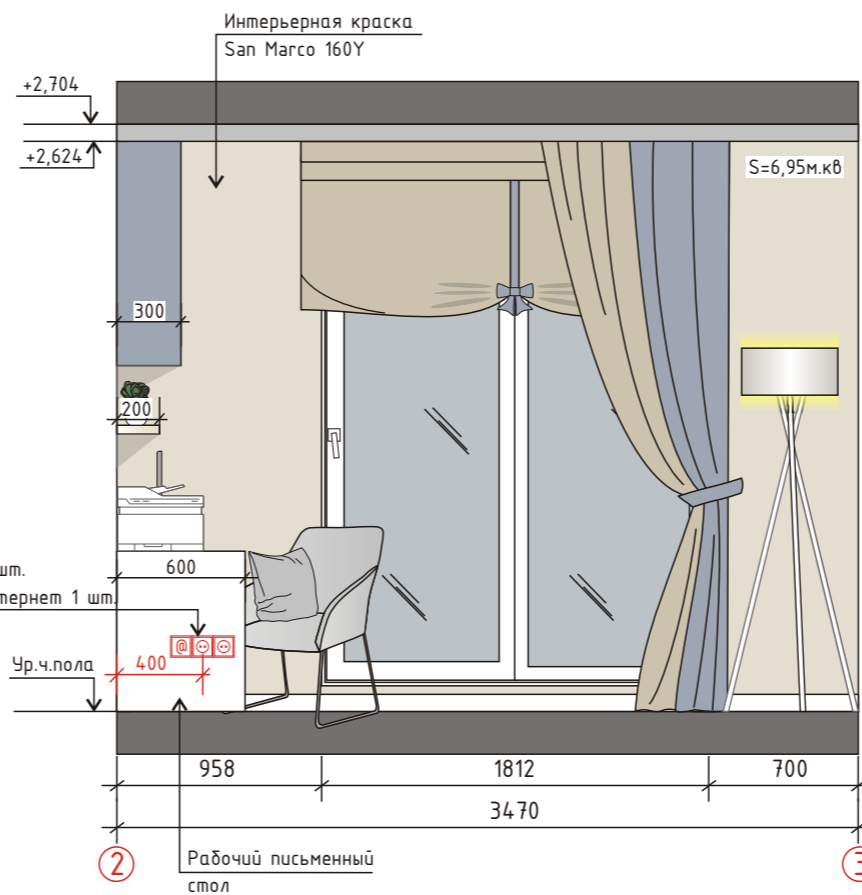 Интерьерная краска
San Marco 160Y
+2,704
+2,624
S=6,95м.кв
300
200
600
шт.
тернет 1 шт.
@
400
Ур.ч.пола
958
1812
700
3470
2
3
Рабочий письменный
стол